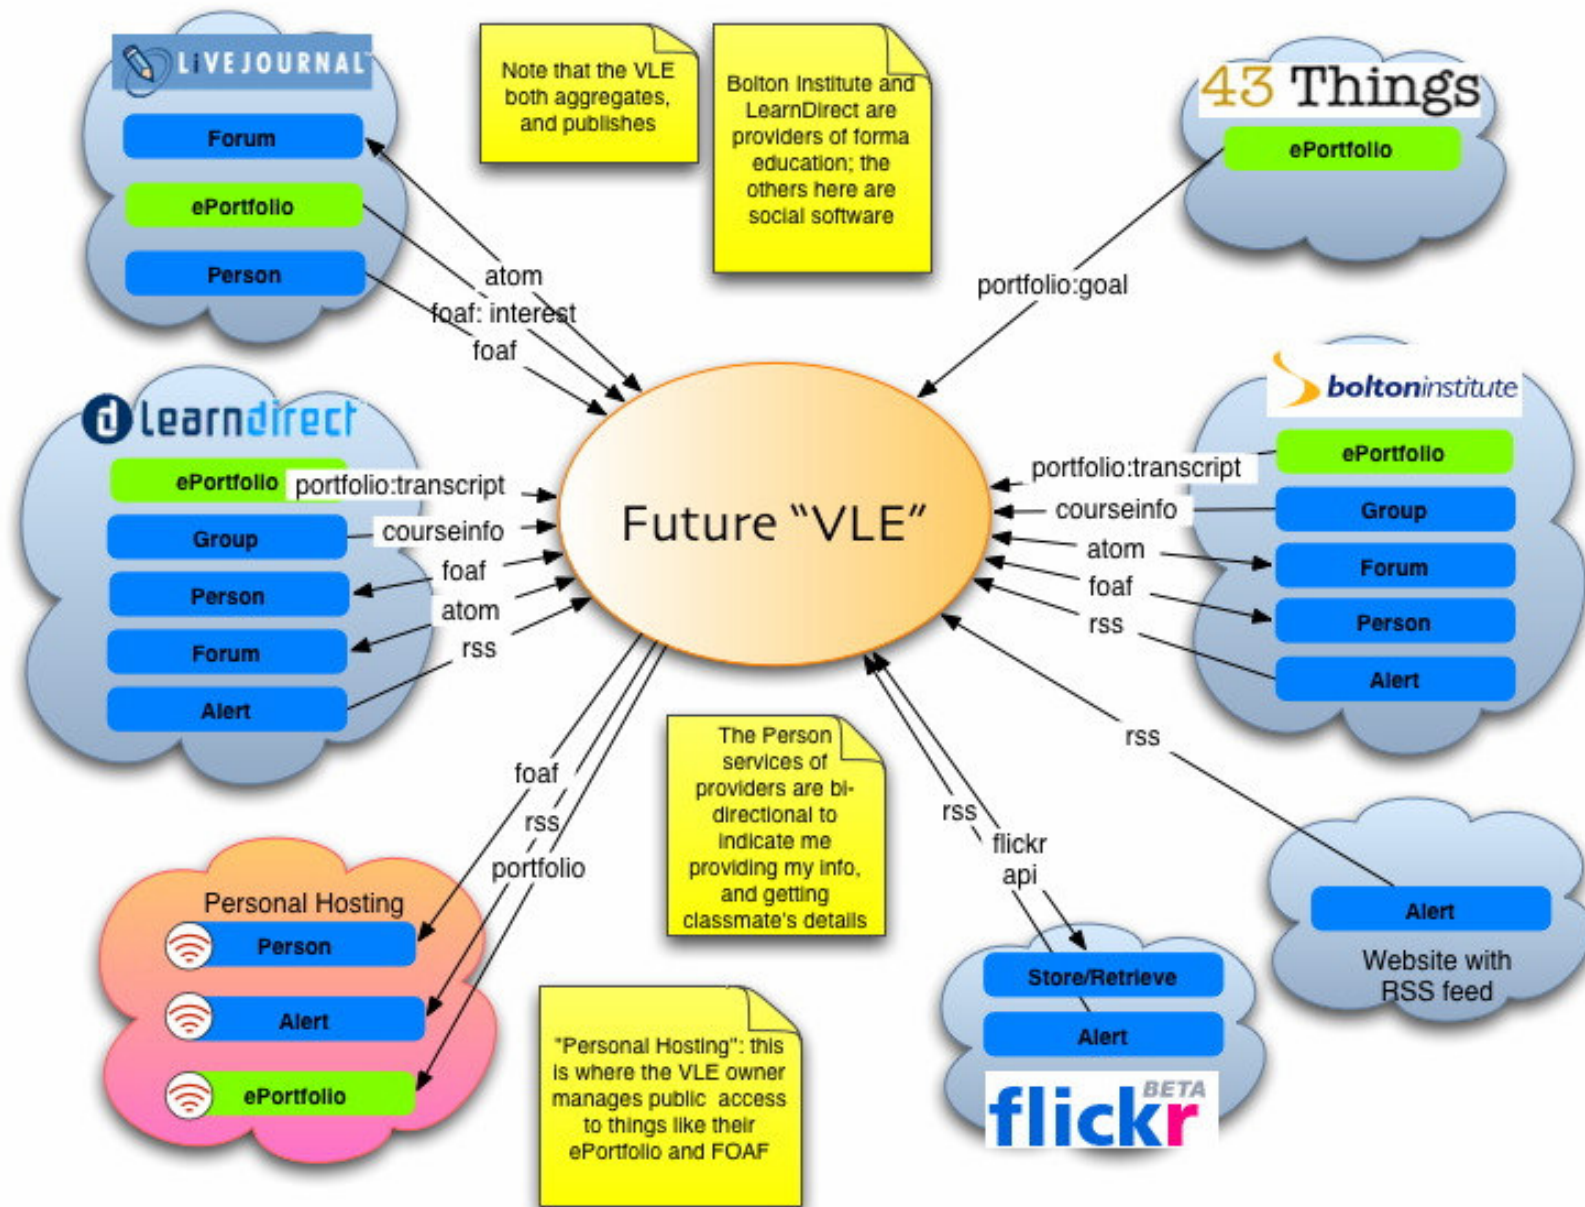 LiVEJOURNAL
Forum
ePortfolio
Person
atom
foaf: interest
foaf
Note that the VLE
both aggregates,
and publishes
Bolton Institute and
LearnDirect are
providers of forma
education; the
others here are
social software
43 Things
ePortfolio
portfolio:goal
learndirect
ePortfolio
portfolio:transcript
Group
courseinfo
Person
foaf
Forum
atom
Alert
rss
Future “VLE”
boltoninstitute
ePortfolio
portfolio:transcript
Group
courseinfo
Forum
atom
Person
foaf
Alert
rss
foaf
rss
portfolio
Personal Hosting
Person
Alert
ePortfolio
The Person
services of
providers are bi-
directional to
indicate me
providing my info,
and getting
classmate's details
"Personal Hosting": this
is where the VLE owner
manages public access
to things like their
ePortfolio and FOAF
rss
flickr
api
Store/Retrieve
Alert
flickr BETA
rss
Alert
Website with
RSS feed